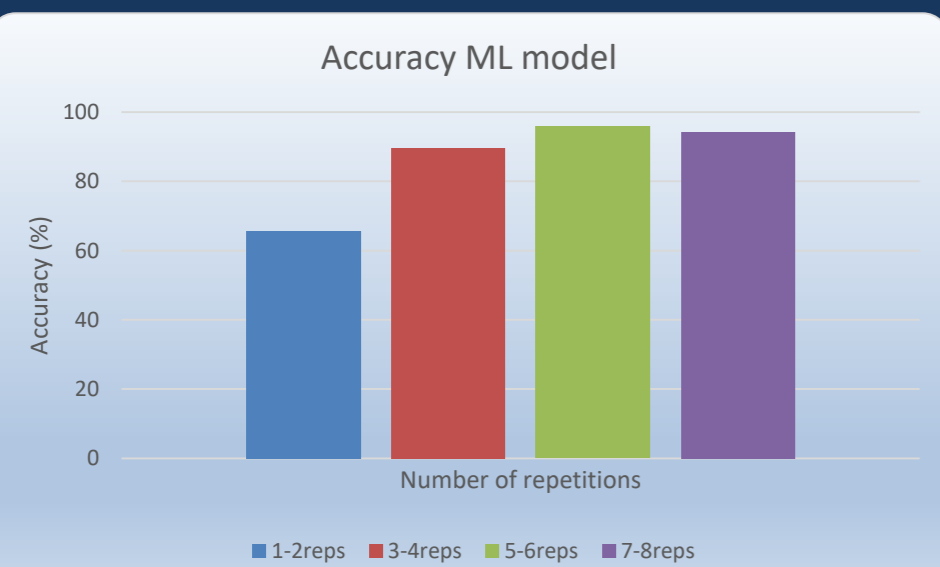 Accuracy ML model
100
80
60
40
20
0
Accuracy (%)
Number of repetitions
1-2reps 3-4reps 5-6reps 7-8reps